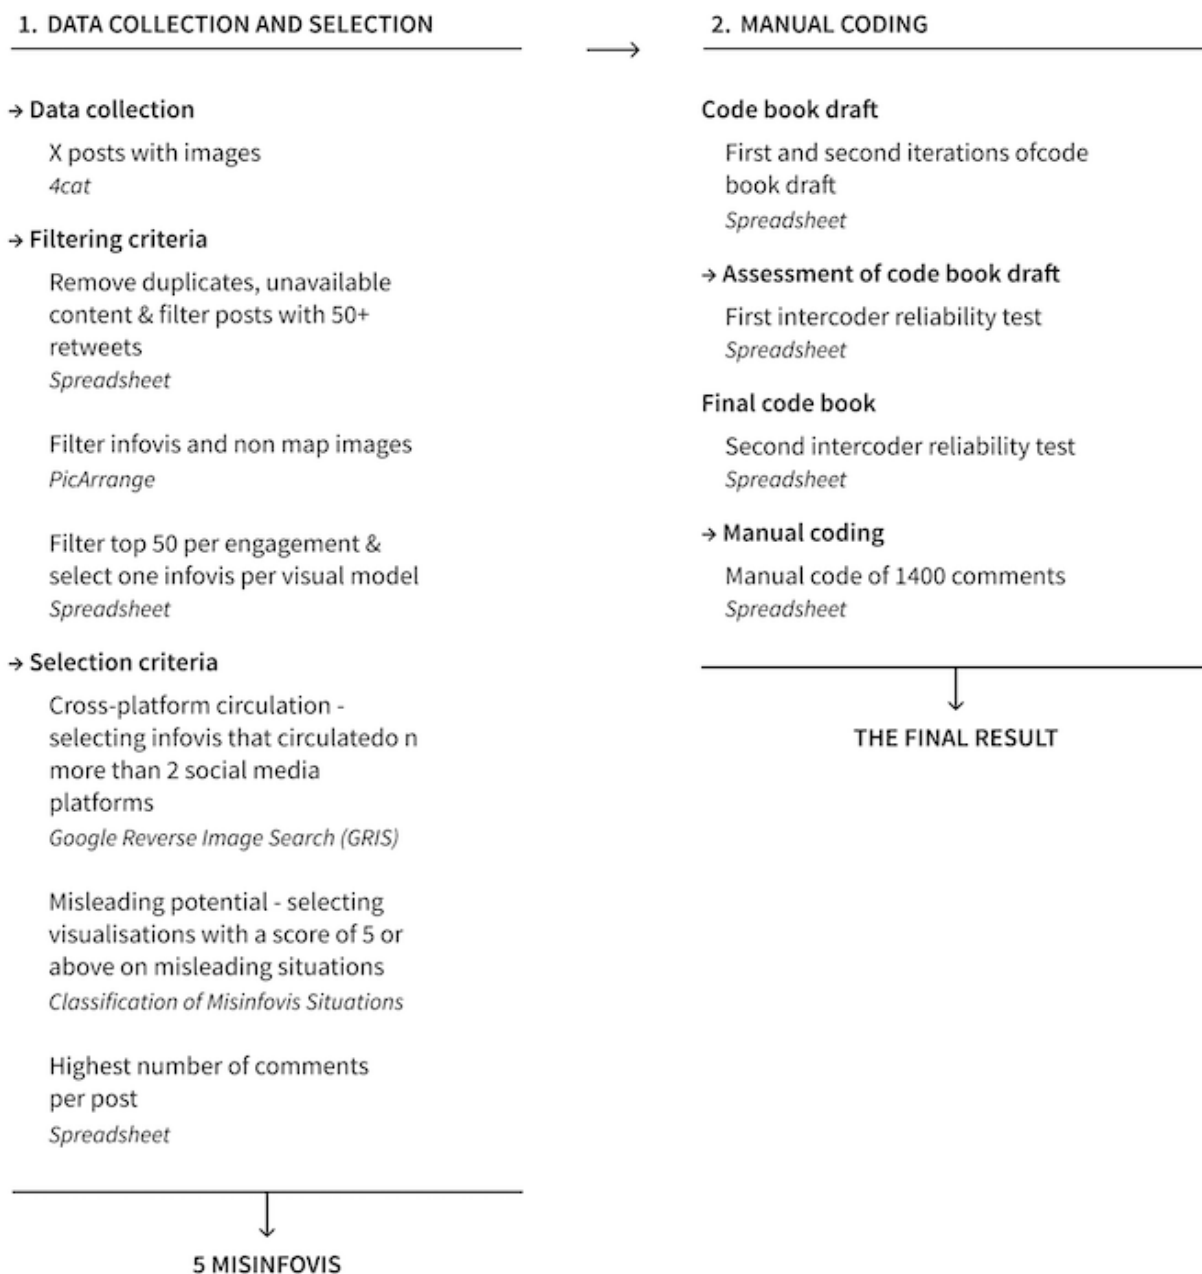 1. DATA COLLECTION AND SELECTION
→ Data collection
X posts with images
4cat
→ Filtering criteria
Remove duplicates, unavailable
content & filter posts with 50+
retweets
Spreadsheet
Filter infovis and non map images
PicArrange
Filter top 50 per engagement &
select one infovis per visual model
Spreadsheet
→ Selection criteria
Cross-platform circulation -
selecting infovis that circulatedo n
more than 2 social media
platforms
Google Reverse Image Search (GRIS)
Misleading potential - selecting
visualisations with a score of 5 or
above on misleading situations
Classification of Misinfovis Situations
Highest number of comments
per post
Spreadsheet
5 MISINFOVIS
2. MANUAL CODING
Code book draft
First and second iterations ofcode
book draft
Spreadsheet
→ Assessment of code book draft
First intercoder reliability test
Spreadsheet
Final code book
Second intercoder reliability test
Spreadsheet
→ Manual coding
Manual code of 1400 comments
Spreadsheet
THE FINAL RESULT